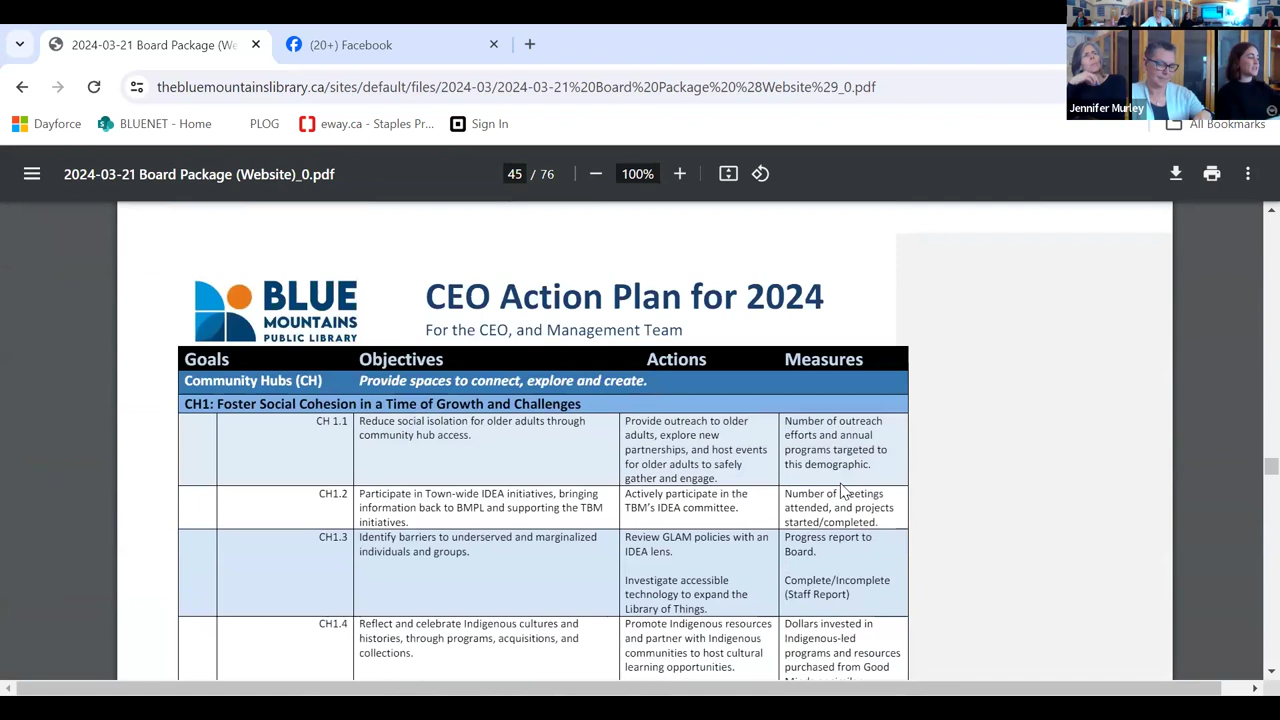 2024-03-21 Board Package (We
(20+) Facebook
thebluemountainslibrary.ca/sites/default/files/2024-03/2024-03-21%20Board%20Package%20%28Website%29_0.pdf
Jennifer Murley
Dayforce
BLUENET - Home
PLOG
eway.ca - Staples Pr...
Sign In
All Bookmarks
2024-03-21 Board Package (Website)_0.pdf
45 / 76
100%
BLUE
MOUNTAINS
PUBLIC LIBRARY
CEO Action Plan for 2024
For the CEO, and Management Team
Goals Objectives Actions Measures
Community Hubs (CH) Provide spaces to connect, explore and create.
CH1: Foster Social Cohesion in a Time of Growth and Challenges
CH 1.1
Reduce social isolation for older adults through
community hub access.
Provide outreach to older
adults, explore new
partnerships, and host events
for older adults to safely
gather and engage.
Number of outreach
efforts and annual
programs targeted to
this demographic.
CH1.2
Participate in Town-wide IDEA initiatives, bringing
information back to BMPL and supporting the TBM
initiatives.
Actively participate in the
TBM's IDEA committee.
Number of meetings
attended, and projects
started/completed.
CH1.3
Identify barriers to underserved and marginalized
individuals and groups.
Review GLAM policies with an
IDEA lens.
Investigate accessible
technology to expand the
Library of Things.
Progress report to
Board.
Complete/Incomplete
(Staff Report)
CH1.4
Reflect and celebrate Indigenous cultures and
histories, through programs, acquisitions, and
collections.
Promote Indigenous resources
and partner with Indigenous
communities to host cultural
learning opportunities.
Dollars invested in
Indigenous-led
programs and resources
purchased from Good